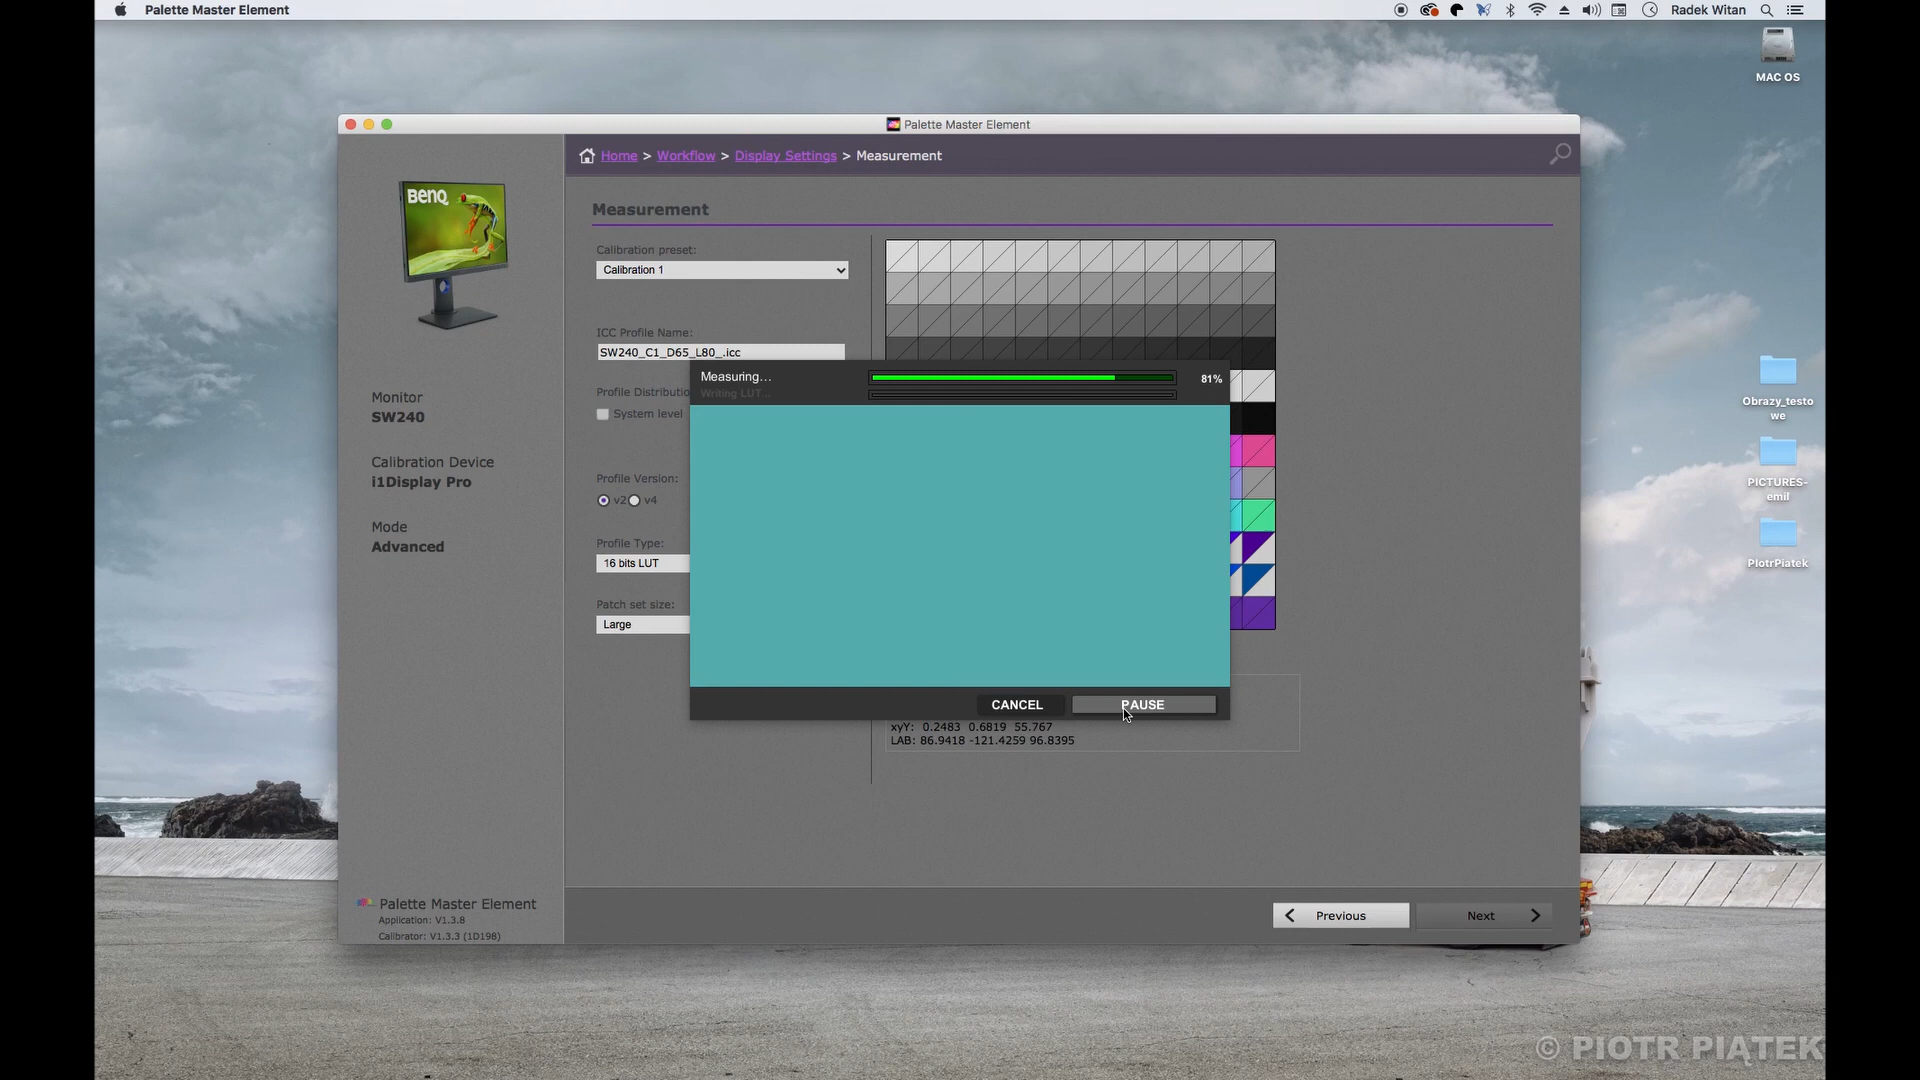 Palette Master Element
Radek Witan
MAC OS
Palette Master Element
Home > Workflow > Display Settings > Measurement
BenQ
Measurement
Calibration preset:
Calibration 1
ICC Profile Name:
SW240_C1_D65_L80_.icc
Measuring...
81%
Writing LUT...
Profile Distributio
System level
Monitor
SW240
Obrazy_testo
we
Calibration Device
i1Display Pro
Profile Version:
v2 v4
PICTURES-
emil
Mode
Advanced
Profile Type:
16 bits LUT
PiotrPiatek
Patch set size:
Large
CANCEL
PAUSE
xyY: 0.2483 0.6819 55.767
LAB: 86.9418 -121.4259 96.8395
Palette Master Element
Application: V1.3.8
Calibrator: V1.3.3 (1D198)
Previous
Next
© PIOTR PIĄTEK